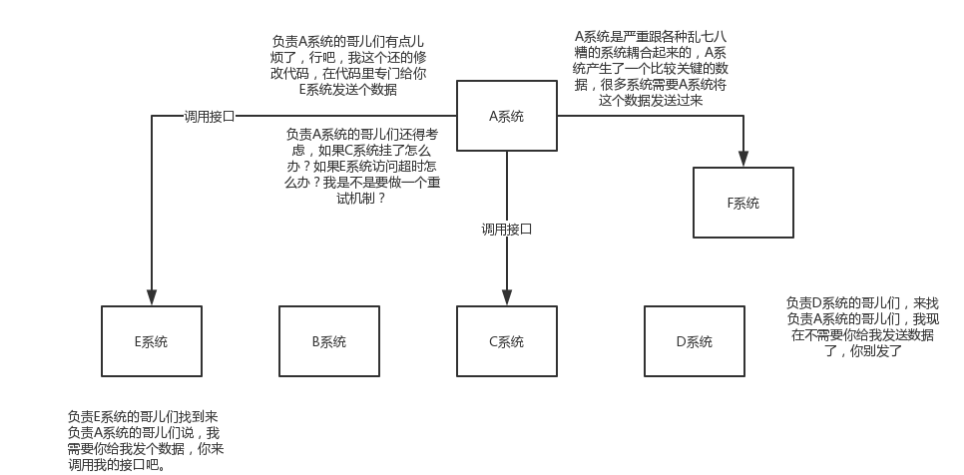 负责A系统的哥儿们有点儿
烦了，行吧，我这个还的修
改代码，在代码里专门给你
E系统发送个数据
A系统是严重跟各种乱七八
糟的系统耦合起来的，A系
统产生了一个比较关键的数
据，很多系统需要A系统将
这个数据发送过来
A系统
调用接口
负责A系统的哥儿们还得考
虑，如果C系统挂了怎么
办？如果E系统访问超时怎
么办？我是不是要做一个重
试机制？
F系统
调用接口
E系统
B系统
C系统
D系统
负责D系统的哥儿们，来找
负责A系统的哥儿们，我现
在不需要你给我发送数据
了，你别发了
负责E系统的哥儿们找到来
负责A系统的哥儿们说，我
需要你给我发个数据，你来
调用我的接口吧。